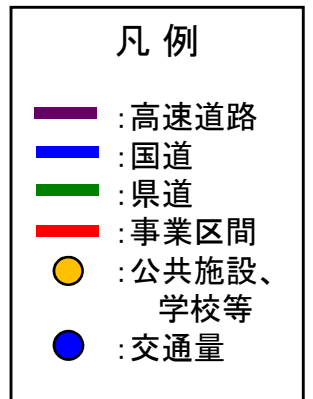 凡 例
:高速道路
:国道
:県道
:事業区間
:公共施設、
学校等
:交通量